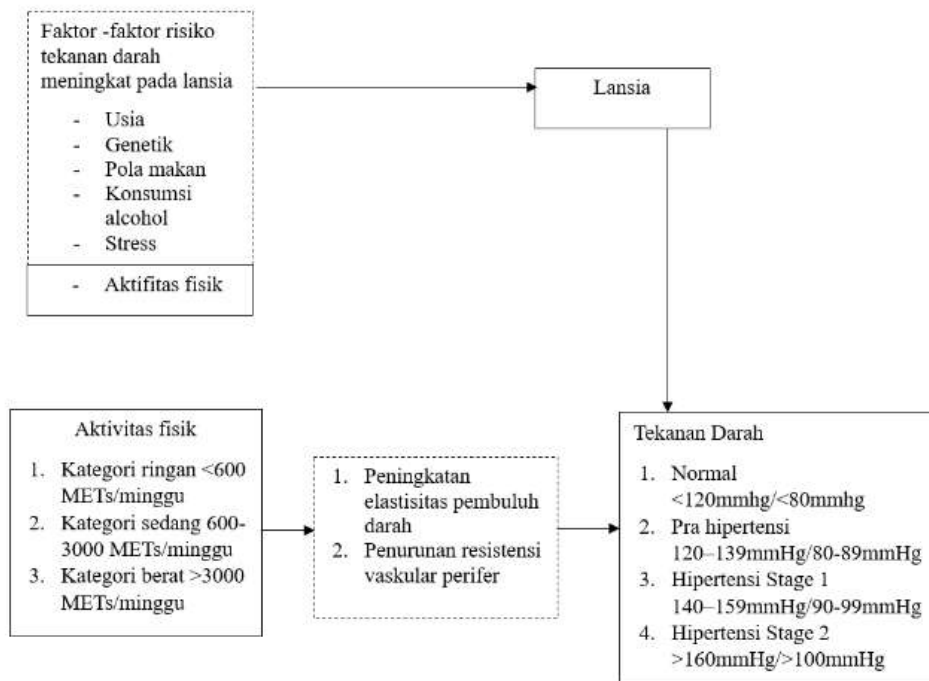 Faktor -faktor risiko
tekanan darah
meningkat pada lansia
- Usia
- Genetik
- Pola makan
- Konsumsi
alcohol
- Stress
- Aktifitas fisik
Lansia
Aktivitas fisik
1. Kategori ringan <600
METs/minggu
2. Kategori sedang 600-
3000 METs/minggu
3. Kategori berat >3000
METs/minggu
1. Peningkatan
elastisitas pembuluh
darah
2. Penurunan resistensi
vaskular perifer
Tekanan Darah
1. Normal
<120mmhg/<80mmhg
2. Pra hipertensi
120–139mmHg/80-89mmHg
3. Hipertensi Stage 1
140–159mmHg/90-99mmHg
4. Hipertensi Stage 2
>160mmHg/>100mmHg